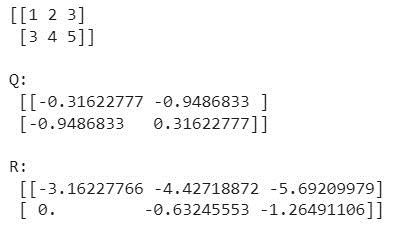 [[1 2 3]
 [3 4 5]]
Q:
 [[-0.31622777 -0.9486833 ]
 [-0.9486833   0.31622777]]
R:
 [[-3.16227766 -4.42718872 -5.69209979]
 [ 0.         -0.63245553 -1.26491106]]